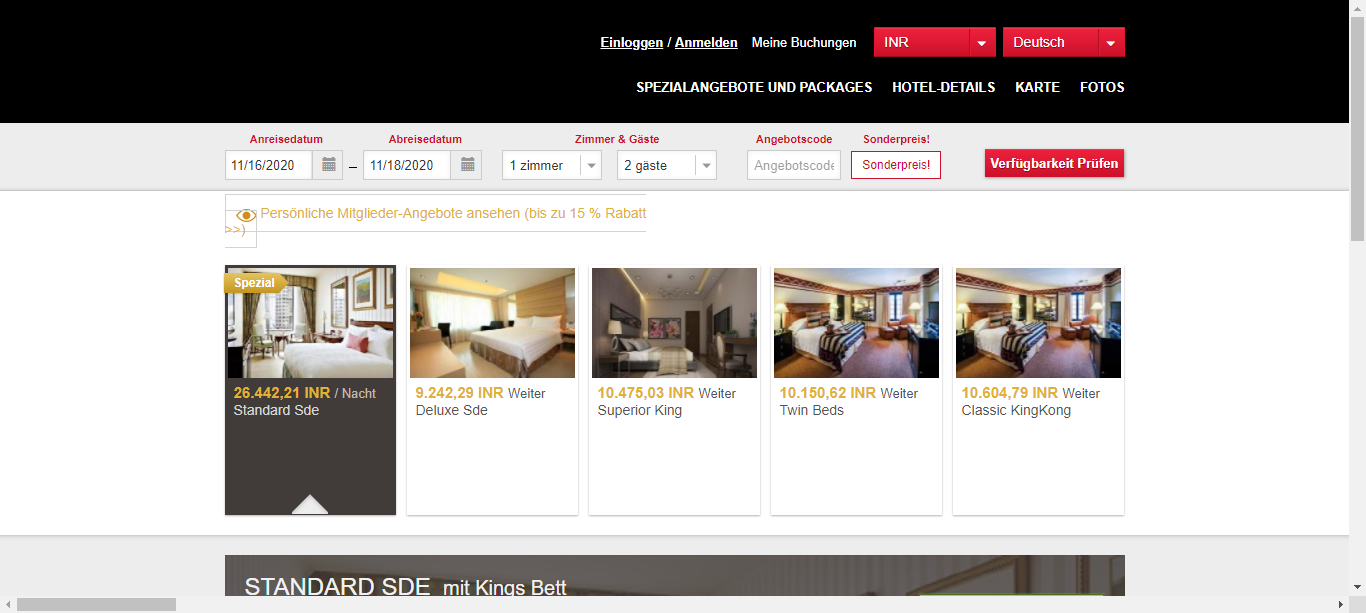 Einloggen / Anmelden Meine Buchungen INR Deutsch
SPEZIALANGEBOTE UND PACKAGES HOTEL-DETAILS KARTE FOTOS
Anreisedatum Abreisedatum Zimmer & Gäste Angebotscode Sonderpreis!
11/16/2020 – 11/18/2020 1 zimmer 2 gäste Angebotscode Sonderpreis! Verfügbarkeit Prüfen
Persönliche Mitglieder-Angebote ansehen (bis zu 15 % Rabatt
>>)
Spezial
26.442,21 INR / Nacht
Standard Sde
9.242,29 INR Weiter
Deluxe Sde
10.475,03 INR Weiter
Superior King
10.150,62 INR Weiter
Twin Beds
10.604,79 INR Weiter
Classic KingKong
STANDARD SDE mit Kings Bett